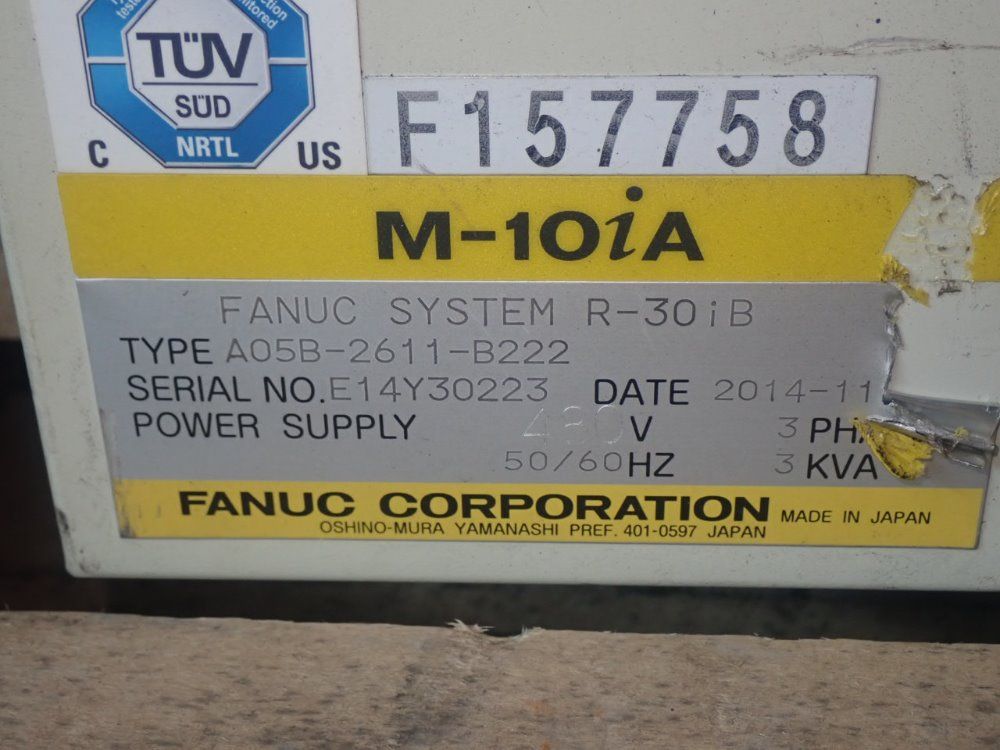 TÜV
SÜD
NRTL
C US
F157758
M-10iA
FANUC SYSTEM R-30iB
TYPE A05B-2611-B222
SERIAL NO. E14Y30223 DATE 2014-11
POWER SUPPLY 480 V 3
50/60HZ 3 KVA
FANUC CORPORATION MADE IN JAPAN
OSHINO-MURA YAMANASHI PREF. 401-0597 JAPAN